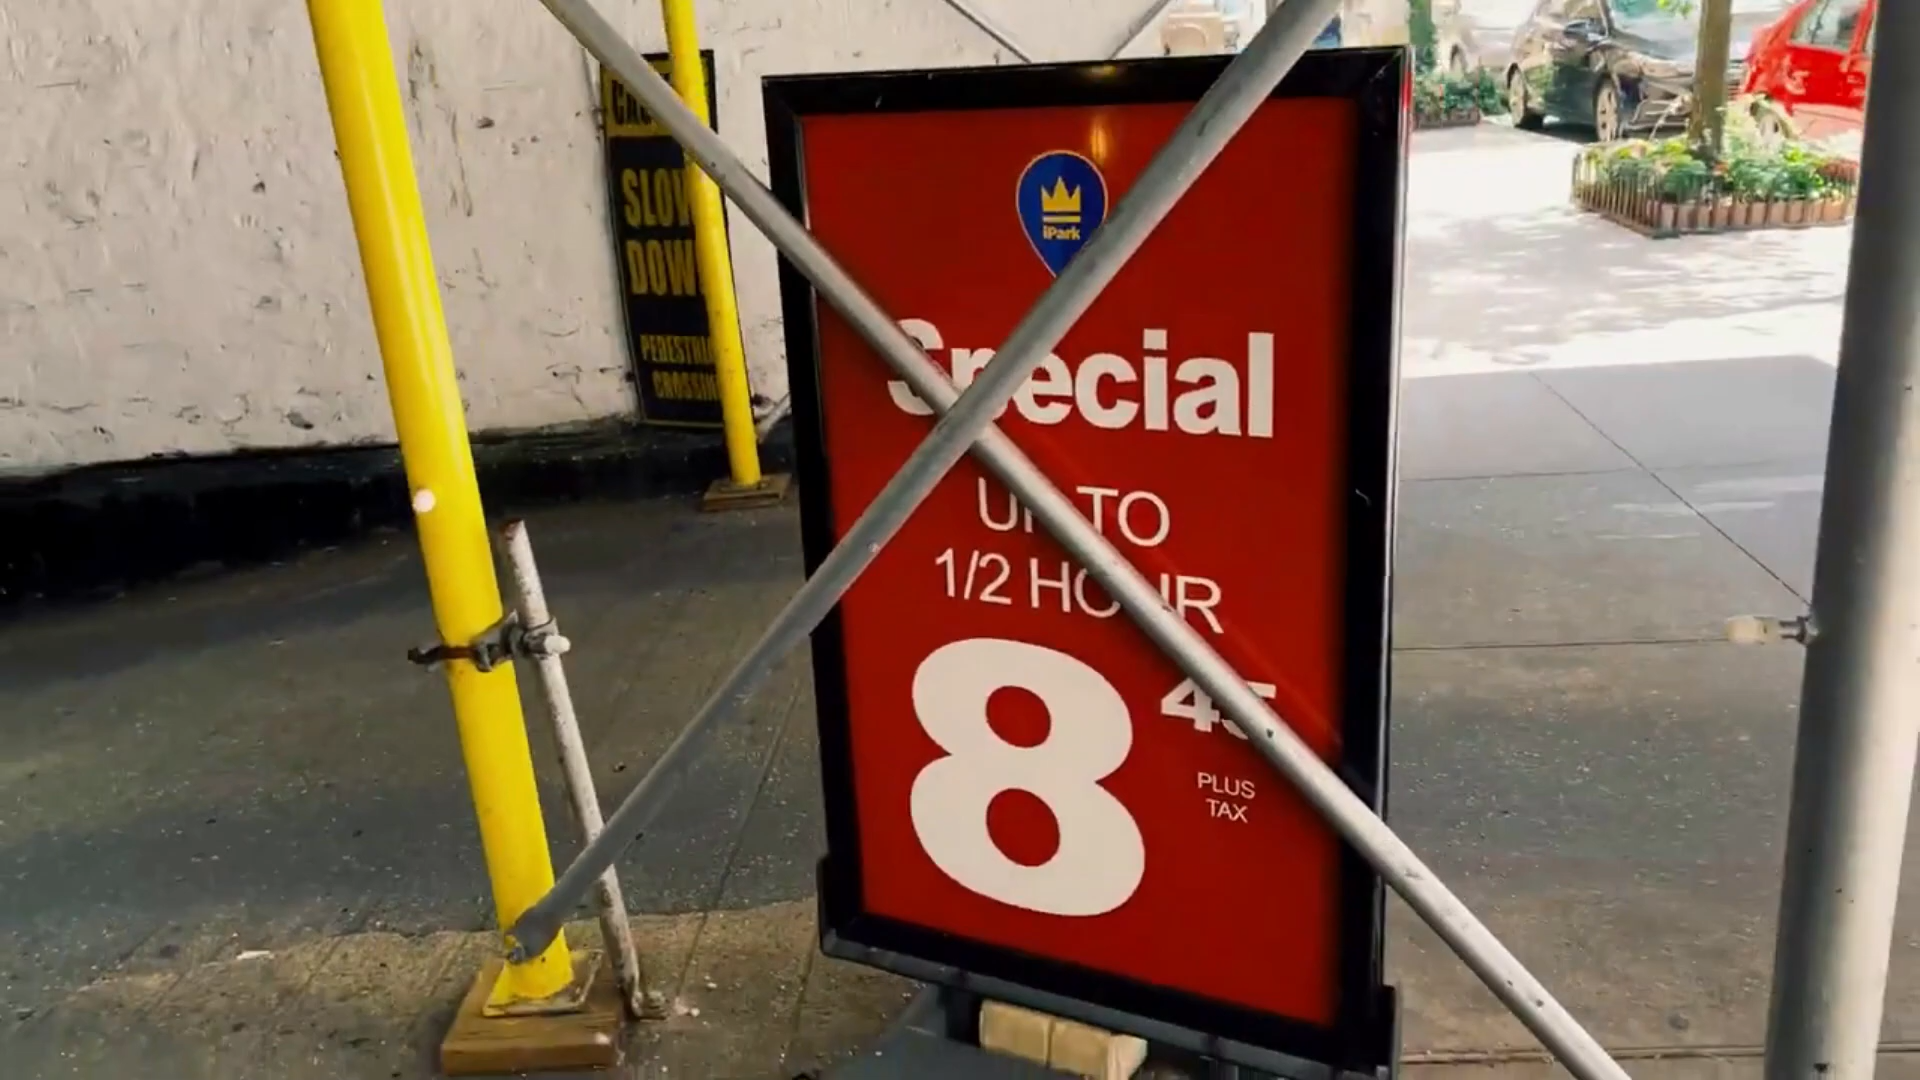 SLOW
DOWN
PEDESTRIAN
CROSSING
iPark
Special
UP TO
1/2 HOUR
8 45
PLUS
TAX